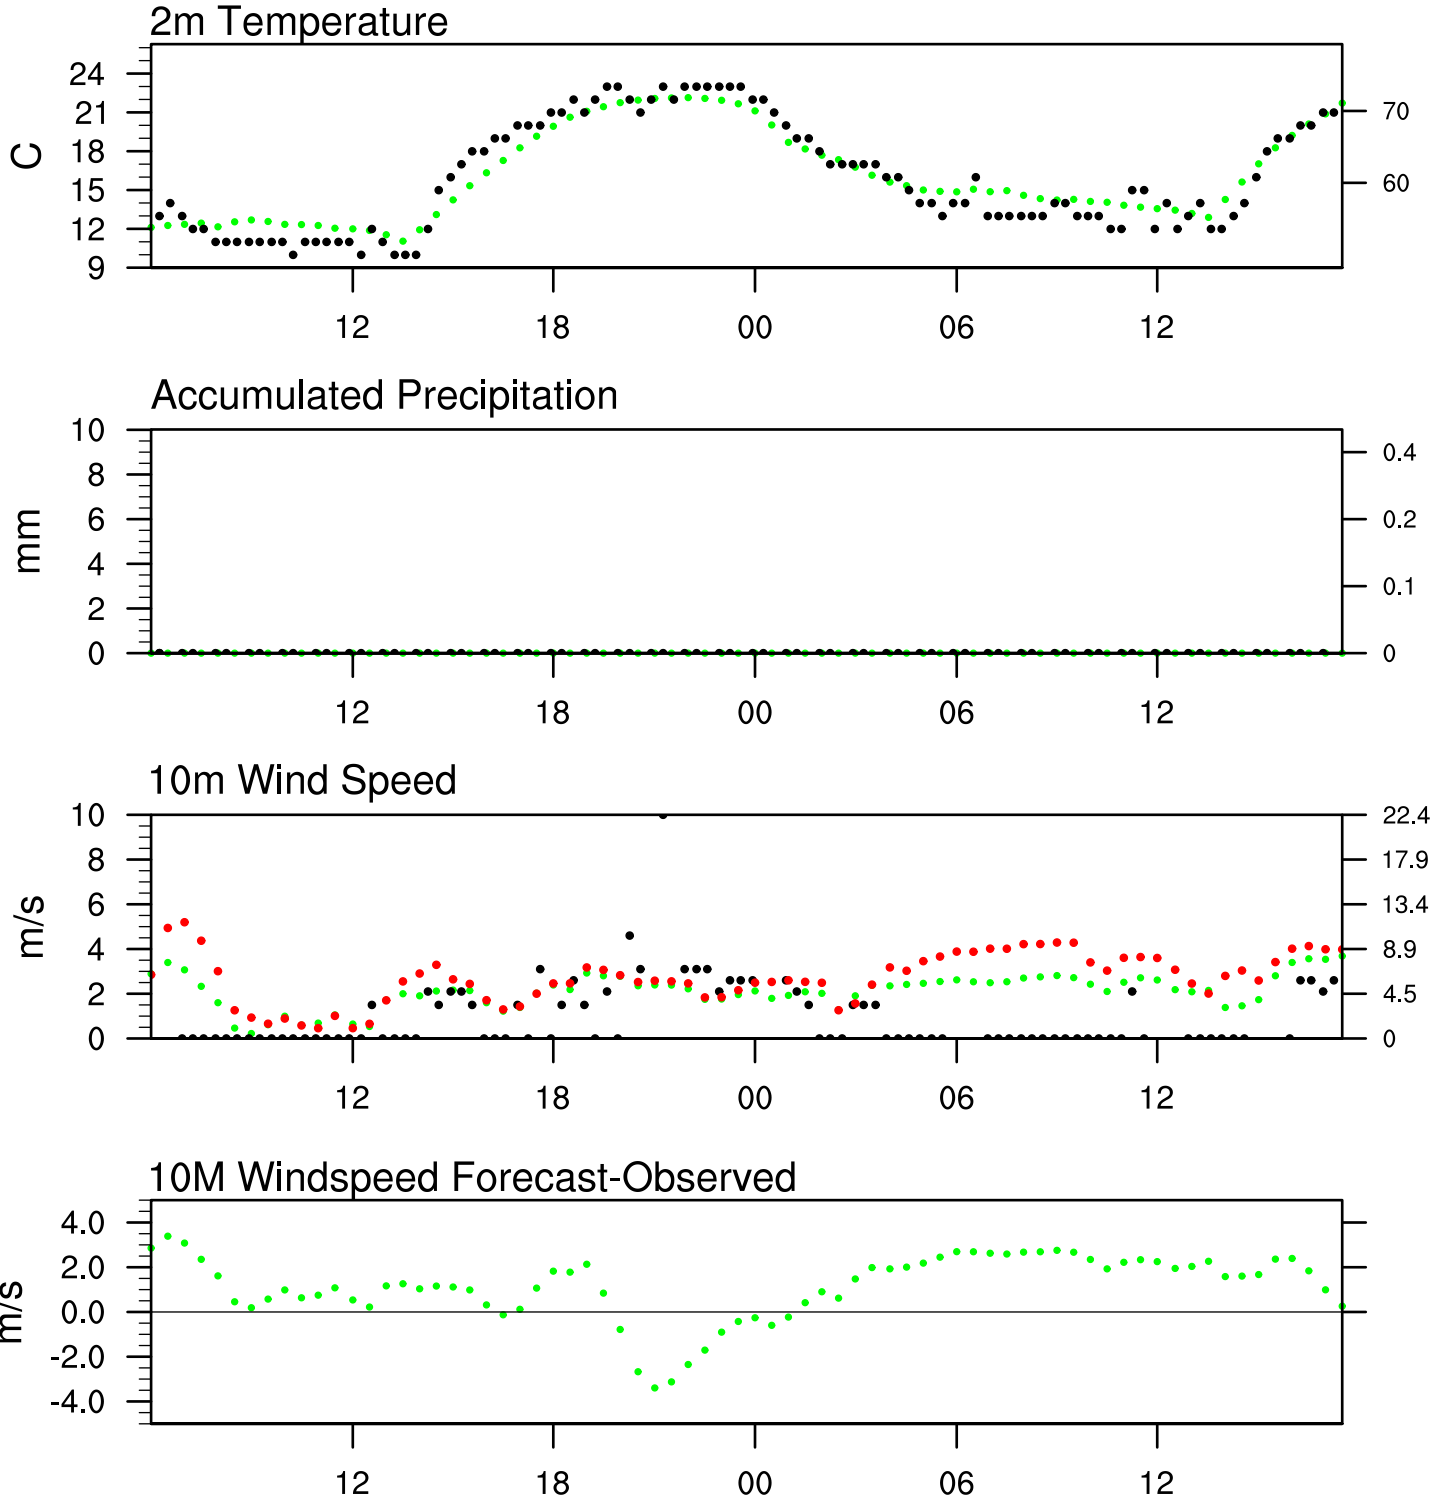 2m Temperature
24
21
18
15
12
9
C
70
60
12 18 00 06 12
Accumulated Precipitation
10
8
6
4
2
0
mm
0.4
0.2
0.1
0
12 18 00 06 12
10m Wind Speed
10
8
6
4
2
0
m/s
22.4
17.9
13.4
8.9
4.5
0
12 18 00 06 12
10M Windspeed Forecast-Observed
4.0
2.0
0.0
-2.0
-4.0
m/s
12 18 00 06 12